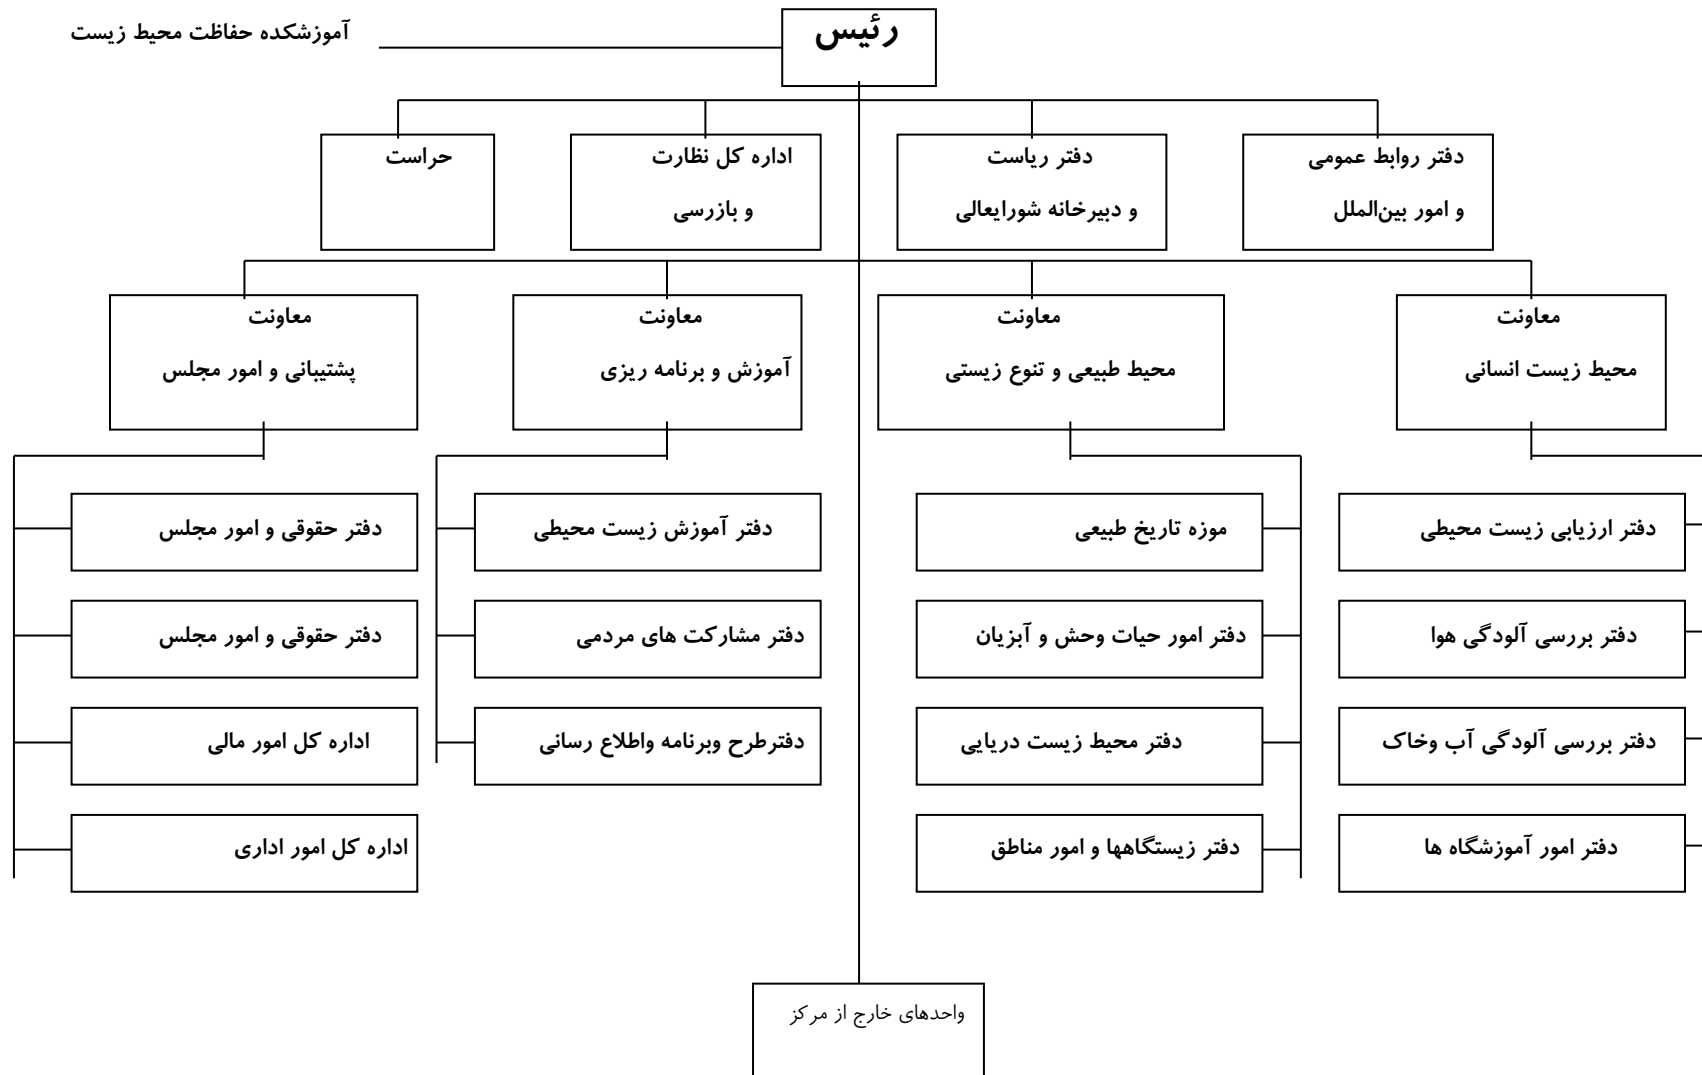 رئیس
آموزشکده حفاظت محیط زیست
دفتر روابط عمومی
و امور بین‌الملل
دفتر ریاست
و دبیرخانه شورایعالی
اداره کل نظارت
و بازرسی
حراست
معاونت
محیط زیست انسانی
معاونت
محیط طبیعی و تنوع زیستی
معاونت
آموزش و برنامه ریزی
معاونت
پشتیبانی و امور مجلس
دفتر ارزیابی زیست محیطی
دفتر بررسی آلودگی هوا
دفتر بررسی آلودگی آب وخاک
دفتر امور آموزشگاه ها
موزه تاریخ طبیعی
دفتر امور حیات وحش و آبزیان
دفتر محیط زیست دریایی
دفتر زیستگاهها و امور مناطق
دفتر آموزش زیست محیطی
دفتر مشارکت های مردمی
دفترطرح وبرنامه واطلاع رسانی
دفتر حقوقی و امور مجلس
دفتر حقوقی و امور مجلس
اداره کل امور مالی
اداره کل امور اداری
واحدهای خارج از مرکز